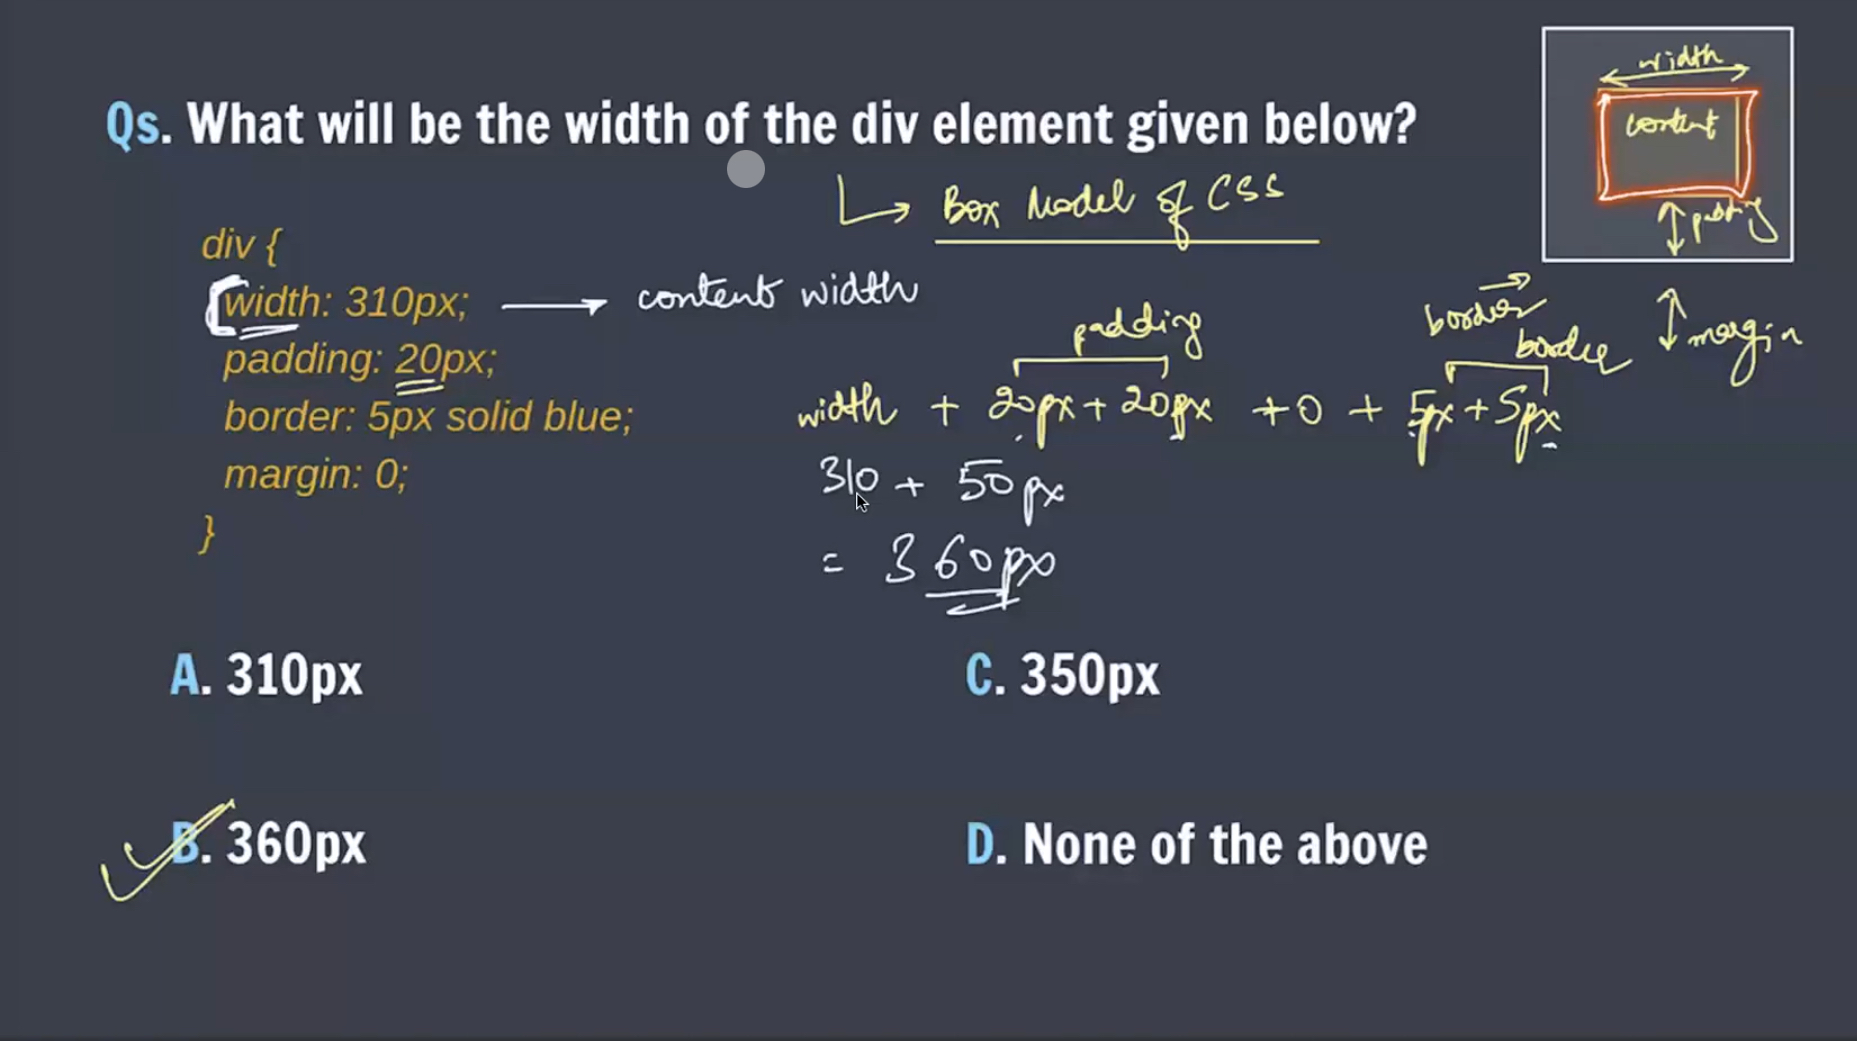 Qs. What will be the width of the div element given below?
Box Model of CSS
width
content
padding
margin
div {
width: 310px;
content width
padding: 20px;
border: 5px solid blue;
margin: 0;
}
padding
border
border
width + 20px + 20px + 0 + 5px + 5px
310 + 50px
= 360px
A. 310px
C. 350px
B. 360px
D. None of the above